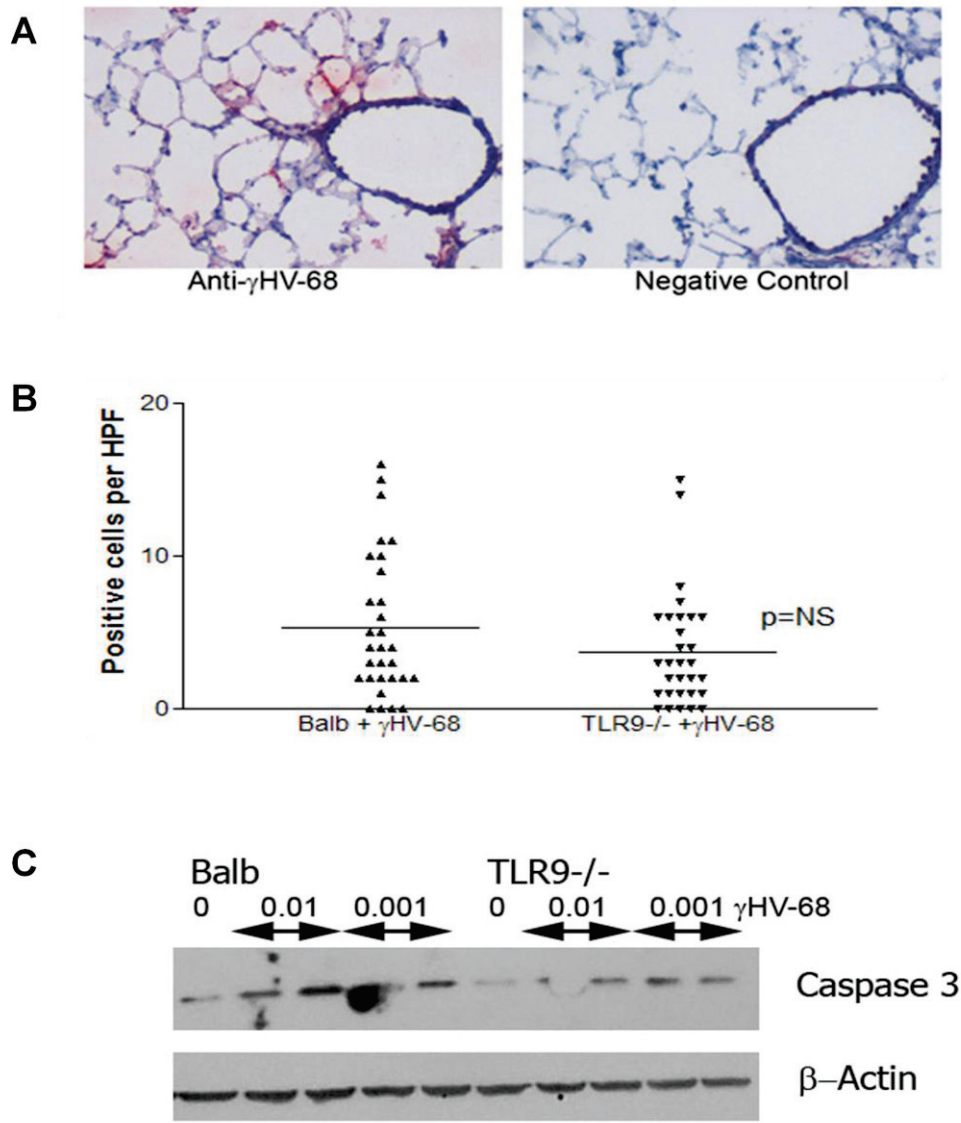 A
Anti-γHV-68 Negative Control
B
Positive cells per HPF
20
10
0
p=NS
Balb + γHV-68 TLR9-/- +γHV-68
C
Balb TLR9-/-
0 0.01 0.001 0 0.01 0.001 γHV-68
Caspase 3
β–Actin